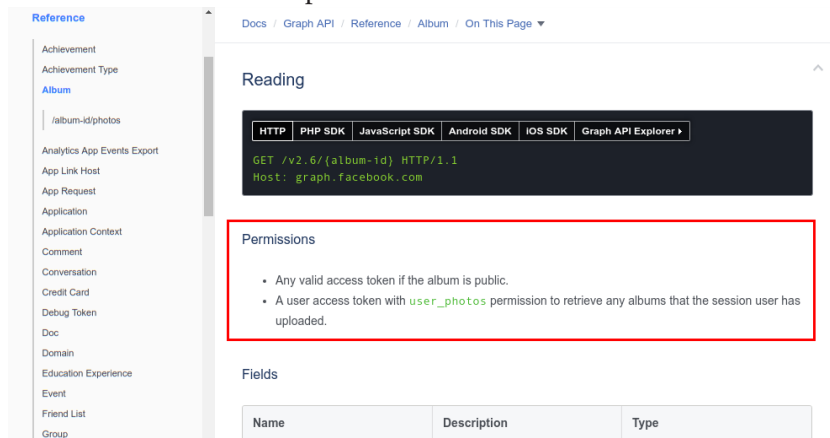 Reference
Achievement
Achievement Type
Album
/album-id/photos
Analytics App Events Export
App Link Host
App Request
Application
Application Context
Comment
Conversation
Credit Card
Debug Token
Doc
Domain
Education Experience
Event
Friend List
Group
Docs / Graph API / Reference / Album / On This Page ▼
Reading
HTTP PHP SDK JavaScript SDK Android SDK iOS SDK Graph API Explorer
GET /v2.6/{album-id} HTTP/1.1
Host: graph.facebook.com
Permissions
• Any valid access token if the album is public.
• A user access token with user_photos permission to retrieve any albums that the session user has
uploaded.
Fields
Name Description Type